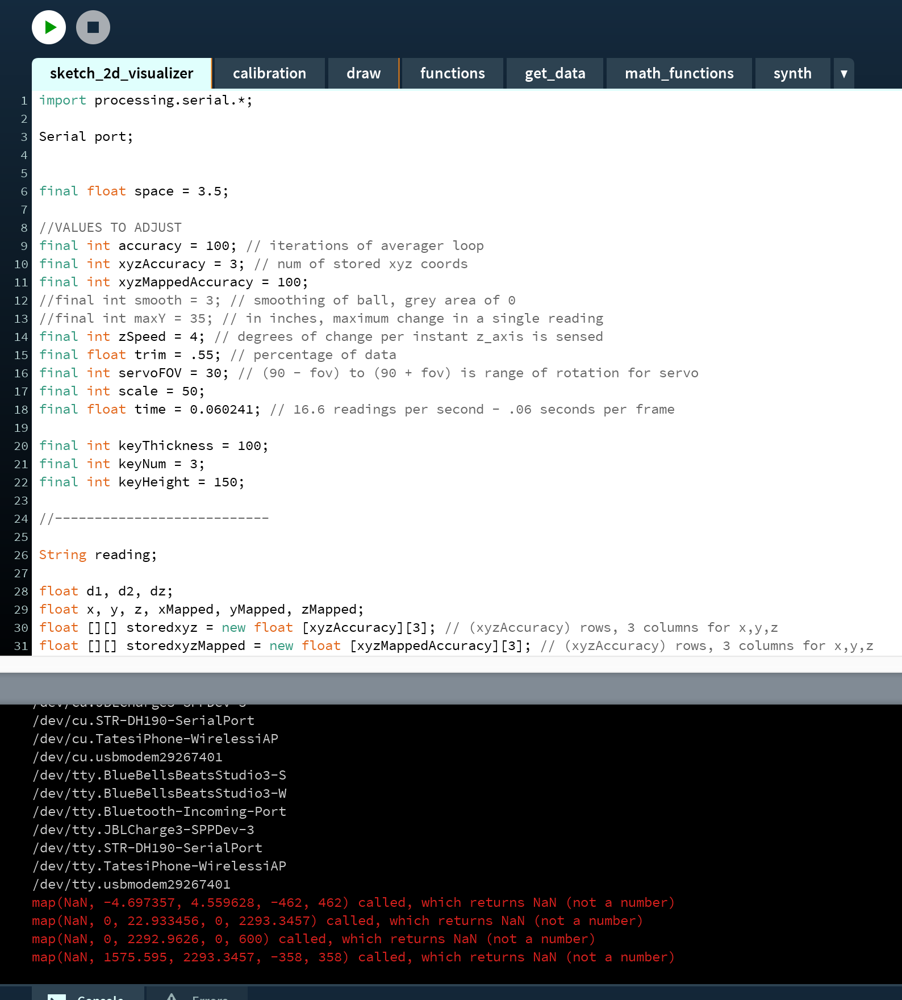 sketch_2d_visualizer calibration draw functions get_data math_functions synth ▼
1 import processing.serial.*;
2
3 Serial port;
4
5
6 final float space = 3.5;
7
8 //VALUES TO ADJUST
9 final int accuracy = 100; // iterations of averager loop
10 final int xyzAccuracy = 3; // num of stored xyz coords
11 final int xyzMappedAccuracy = 100;
12 //final int smooth = 3; // smoothing of ball, grey area of 0
13 //final int maxY = 35; // in inches, maximum change in a single reading
14 final int zSpeed = 4; // degrees of change per instant z_axis is sensed
15 final float trim = .55; // percentage of data
16 final int servoFOV = 30; // (90 - fov) to (90 + fov) is range of rotation for servo
17 final int scale = 50;
18 final float time = 0.060241; // 16.6 readings per second - .06 seconds per frame
19
20 final int keyThickness = 100;
21 final int keyNum = 3;
22 final int keyHeight = 150;
23
24 //---------------------------
25
26 String reading;
27
28 float d1, d2, dz;
29 float x, y, z, xMapped, yMapped, zMapped;
30 float [][] storedxyz = new float [xyzAccuracy][3]; // (xyzAccuracy) rows, 3 columns for x,y,z
31 float [][] storedxyzMapped = new float [xyzMappedAccuracy][3]; // (xyzAccuracy) rows, 3 columns for x,y,z
/dev/cu.JBLCharge3-SPPDev-3
/dev/cu.STR-DH190-SerialPort
/dev/cu.TatesiPhone-WirelessiAP
/dev/cu.usbmodem29267401
/dev/tty.BlueBellsBeatsStudio3-S
/dev/tty.BlueBellsBeatsStudio3-W
/dev/tty.Bluetooth-Incoming-Port
/dev/tty.JBLCharge3-SPPDev-3
/dev/tty.STR-DH190-SerialPort
/dev/tty.TatesiPhone-WirelessiAP
/dev/tty.usbmodem29267401
map(NaN, -4.697357, 4.559628, -462, 462) called, which returns NaN (not a number)
map(NaN, 0, 22.933456, 0, 2293.3457) called, which returns NaN (not a number)
map(NaN, 0, 2292.9626, 0, 600) called, which returns NaN (not a number)
map(NaN, 1575.595, 2293.3457, -358, 358) called, which returns NaN (not a number)
Console Errors